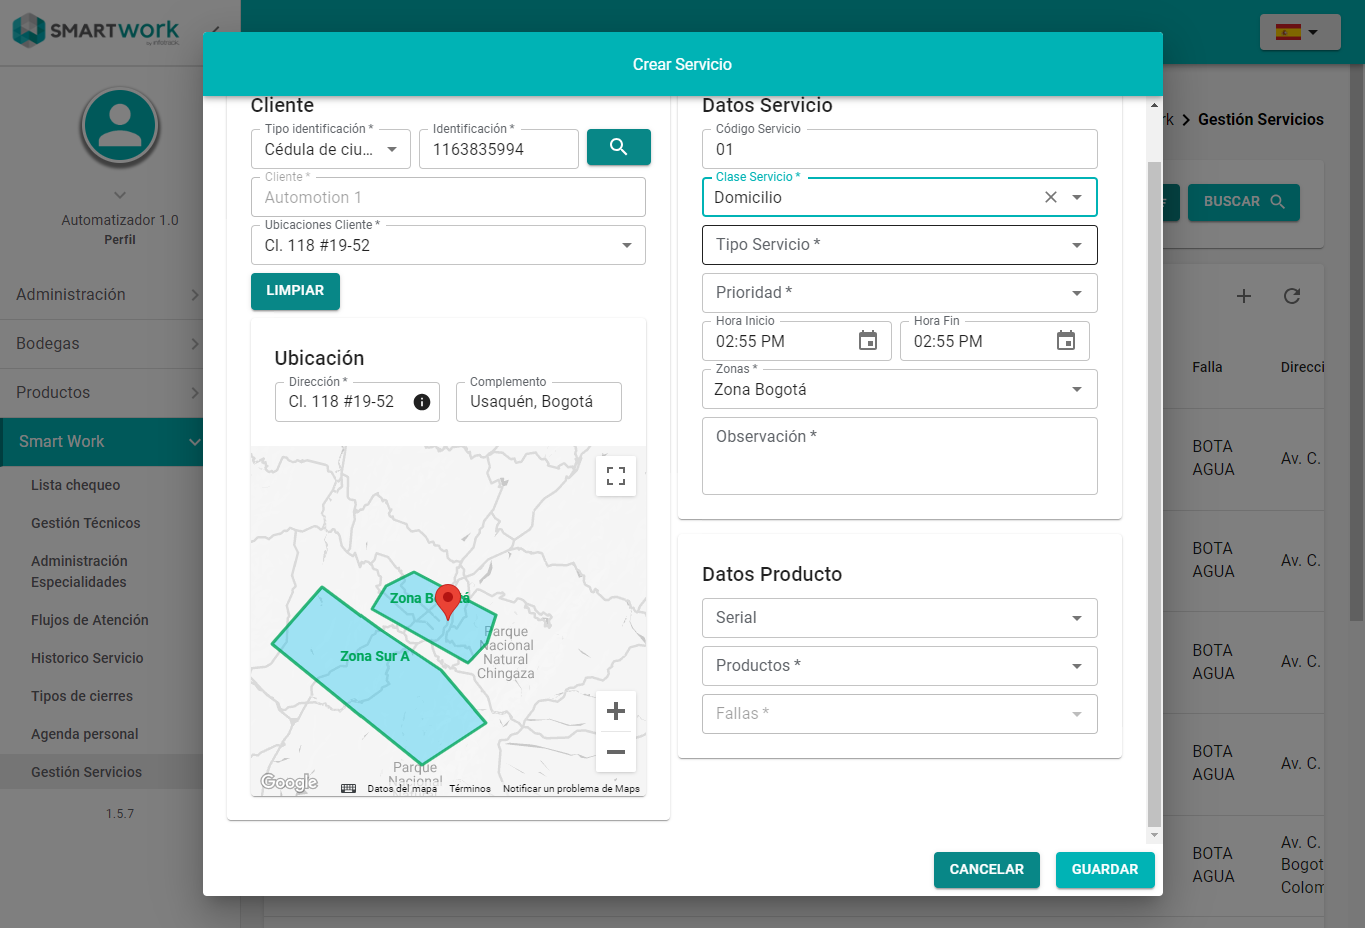 SMARTWORK
by infotrack
Crear Servicio
Automatizador 1.0
Perfil
Administración
Bodegas
Productos
Smart Work
Lista chequeo
Gestión Técnicos
Administración
Especialidades
Flujos de Atención
Historico Servicio
Tipos de cierres
Agenda personal
Gestión Servicios
1.5.7
Cliente
Tipo identificación *
Cédula de ciu...
Identificación *
1163835994
Cliente *
Automotion 1
Ubicaciones Cliente *
Cl. 118 #19-52
LIMPIAR
Ubicación
Dirección *
Cl. 118 #19-52
Complemento
Usaquén, Bogotá
Zona Sur A
Parque
Nacional
Natural
Chingaza
Parque
Nacional
Google
Datos del mapa
Términos
Notificar un problema de Maps
Datos Servicio
Código Servicio
01
Clase Servicio *
Domicilio
Tipo Servicio *
Prioridad *
Hora Inicio
02:55 PM
Hora Fin
02:55 PM
Zonas *
Zona Bogotá
Observación *
Datos Producto
Serial
Productos *
Fallas *
CANCELAR
GUARDAR
rk > Gestión Servicios
BUSCAR
Falla
Direcci
BOTA
AGUA
Av. C.
BOTA
AGUA
Av. C.
BOTA
AGUA
Av. C.
BOTA
AGUA
Av. C.
BOTA
AGUA
Av. C.
Bogot
Colom